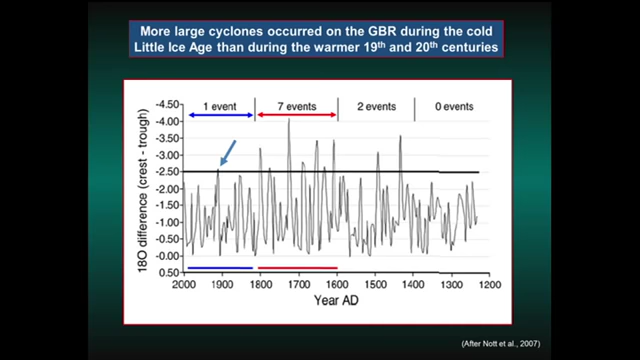 More large cyclones occurred on the GBR during the cold
Little Ice Age than during the warmer 19th and 20th centuries
1 event
7 events
2 events
0 events
-4.50
-4.00
-3.50
-3.00
-2.50
-2.00
-1.50
-1.00
-0.50
-0.00
0.50
18O difference (crest - trough)
2000 1900 1800 1700 1600 1500 1400 1300 1200
Year AD
(After Nott et al., 2007)